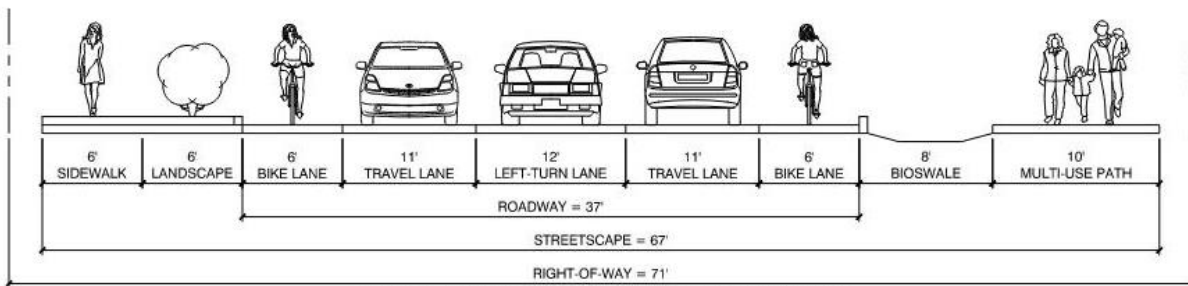 6' 6' 6' 11' 12' 11' 6' 8' 10'
SIDEWALK LANDSCAPE BIKE LANE TRAVEL LANE LEFT-TURN LANE TRAVEL LANE BIKE LANE BIOSWALE MULTI-USE PATH
ROADWAY = 37'
STREETSCAPE = 67'
RIGHT-OF-WAY = 71'